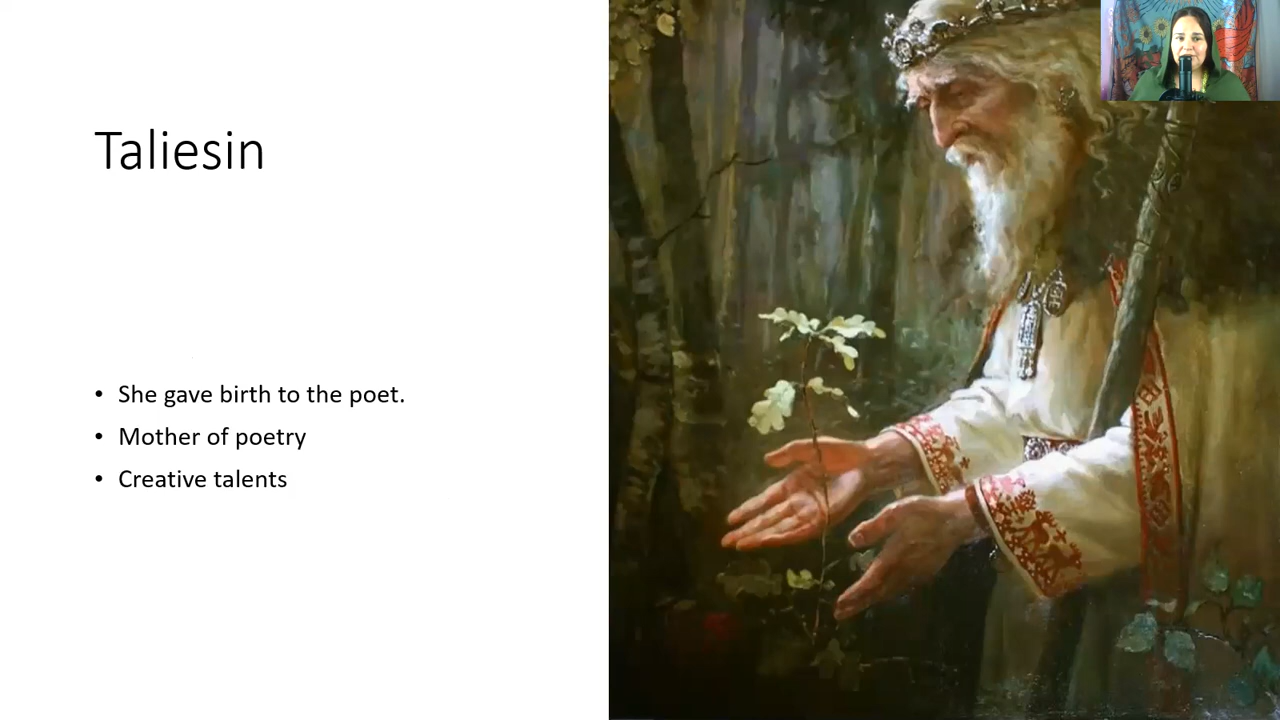 Taliesin
• She gave birth to the poet.
• Mother of poetry
• Creative talents